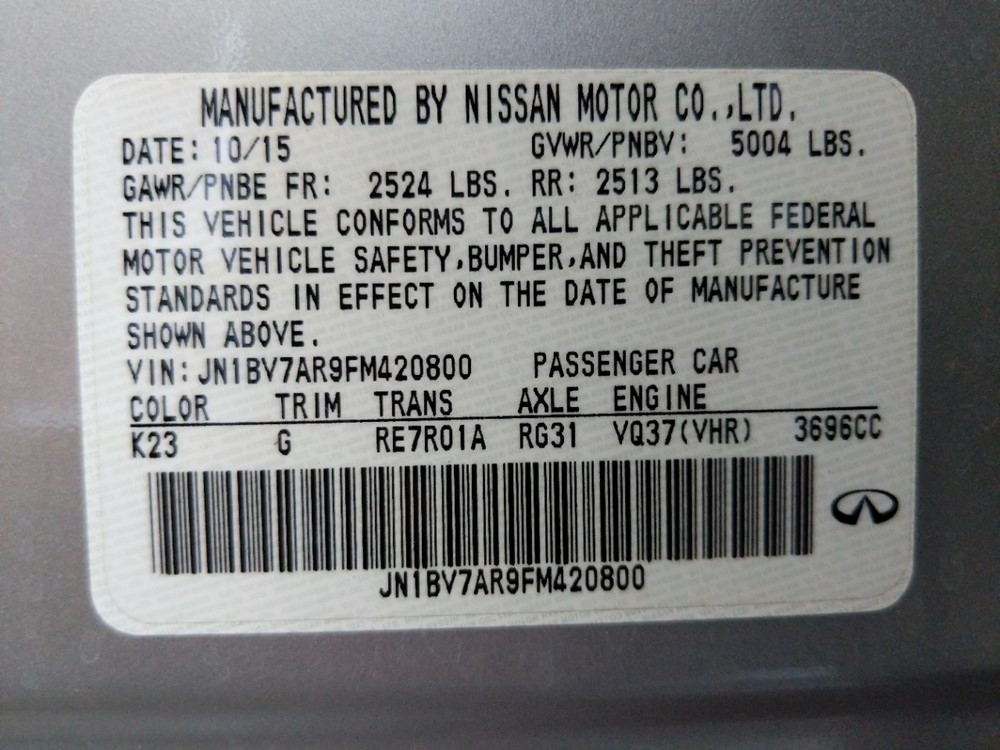 MANUFACTURED BY NISSAN MOTOR CO.,LTD.
DATE: 10/15 GVWR/PNBV: 5004 LBS.
GAWR/PNBE FR: 2524 LBS. RR: 2513 LBS.
THIS VEHICLE CONFORMS TO ALL APPLICABLE FEDERAL
MOTOR VEHICLE SAFETY,BUMPER,AND THEFT PREVENTION
STANDARDS IN EFFECT ON THE DATE OF MANUFACTURE
SHOWN ABOVE.
VIN: JN1BV7AR9FM420800 PASSENGER CAR
COLOR TRIM TRANS AXLE ENGINE
K23 G RE7R01A RG31 VQ37(VHR) 3696CC
JN1BV7AR9FM420800